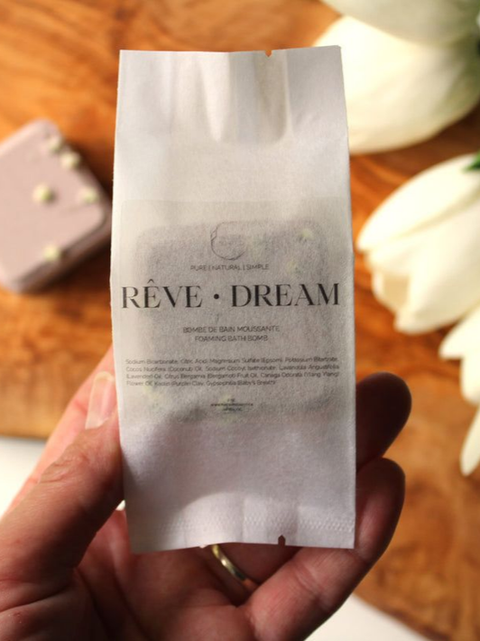 PURE | NATURAL | SIMPLE
RÊVE • DREAM
BOMBE DE BAIN MOUSSANTE
FOAMING BATH BOMB
Sodium Bicarbonate, Citric Acid, Magnesium Sulfate (Epsom), Potassium Bitartrate,
Cocos Nucifera (Coconut) Oil, Sodium Cocoyl Isethionate, Lavandula Angustifolia
(Lavender) Oil, Citrus Bergamia (Bergamot) Fruit Oil, Cananga Odorata (Ylang Ylang)
Flower Oil, Kaolin (Purple Clay), Gypsophila (Baby's Breath)